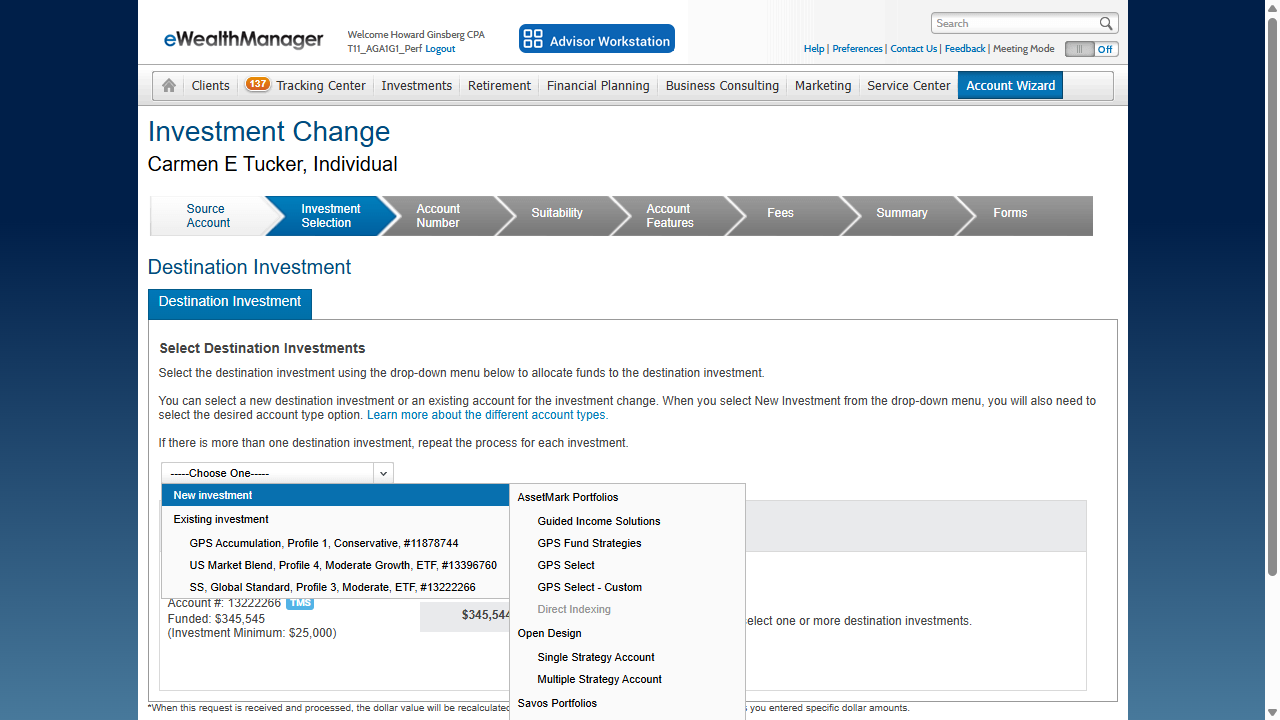 eWealthManager
Welcome Howard Ginsberg CPA
T11_AGA1G1_Perf Logout
Advisor Workstation
Search
Help | Preferences | Contact Us | Feedback | Meeting Mode Off
Clients 137 Tracking Center Investments Retirement Financial Planning Business Consulting Marketing Service Center Account Wizard
Investment Change
Carmen E Tucker, Individual
Source Account
Investment Selection
Account Number
Suitability
Account Features
Fees
Summary
Forms
Destination Investment
Destination Investment
Select Destination Investments
Select the destination investment using the drop-down menu below to allocate funds to the destination investment.
You can select a new destination investment or an existing account for the investment change. When you select New Investment from the drop-down menu, you will also need to
select the desired account type option. Learn more about the different account types.
If there is more than one destination investment, repeat the process for each investment.
-----Choose One-----
New investment
Existing investment
GPS Accumulation, Profile 1, Conservative, #11878744
US Market Blend, Profile 4, Moderate Growth, ETF, #13396760
SS, Global Standard, Profile 3, Moderate, ETF, #13222266
AssetMark Portfolios
Guided Income Solutions
GPS Fund Strategies
GPS Select
GPS Select - Custom
Direct Indexing
Open Design
Single Strategy Account
Multiple Strategy Account
Savos Portfolios
Account #: 13222266 TMS
Funded: $345,545
(Investment Minimum: $25,000)
$345,544
elect one or more destination investments.
*When this request is received and processed, the dollar value will be recalculated
you entered specific dollar amounts.